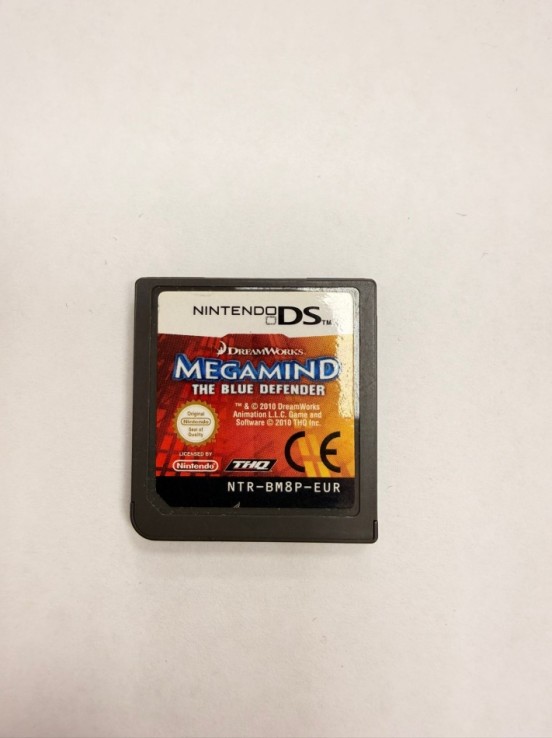 NINTENDO DS™
DREAMWORKS
MEGAMIND
THE BLUE DEFENDER
™ & © 2010 DreamWorks
Animation L.L.C. Game and
Software © 2010 THQ Inc.
Original
Nintendo
Seal of
Quality
LICENSED BY
Nintendo
THQ
CE
NTR-BM8P-EUR